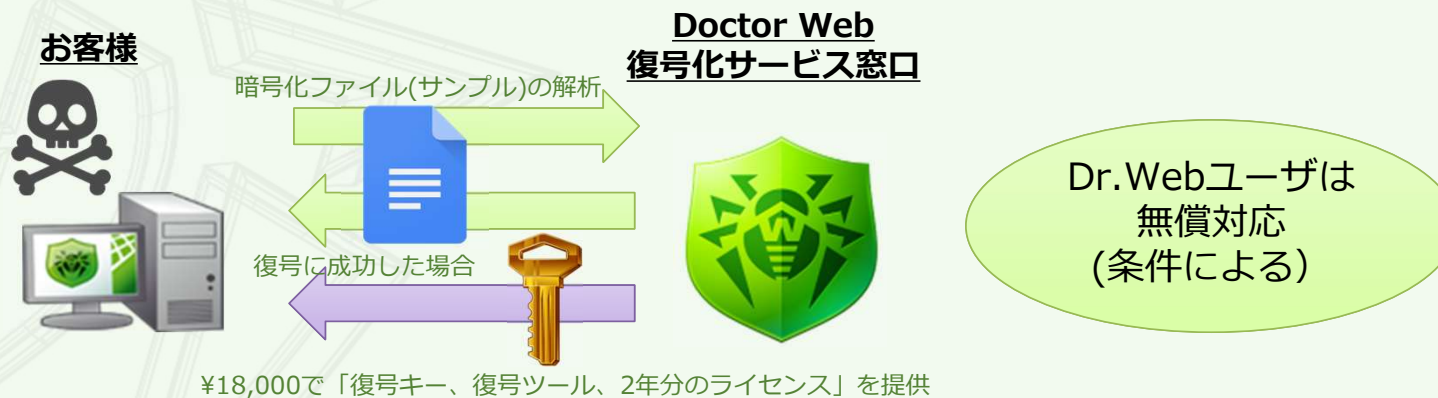 お客様
Doctor Web
復号化サービス窓口
暗号化ファイル(サンプル)の解析
復号に成功した場合
¥18,000で「復号キー、復号ツール、2年分のライセンス」を提供
Dr.Webユーザは
無償対応
(条件による）